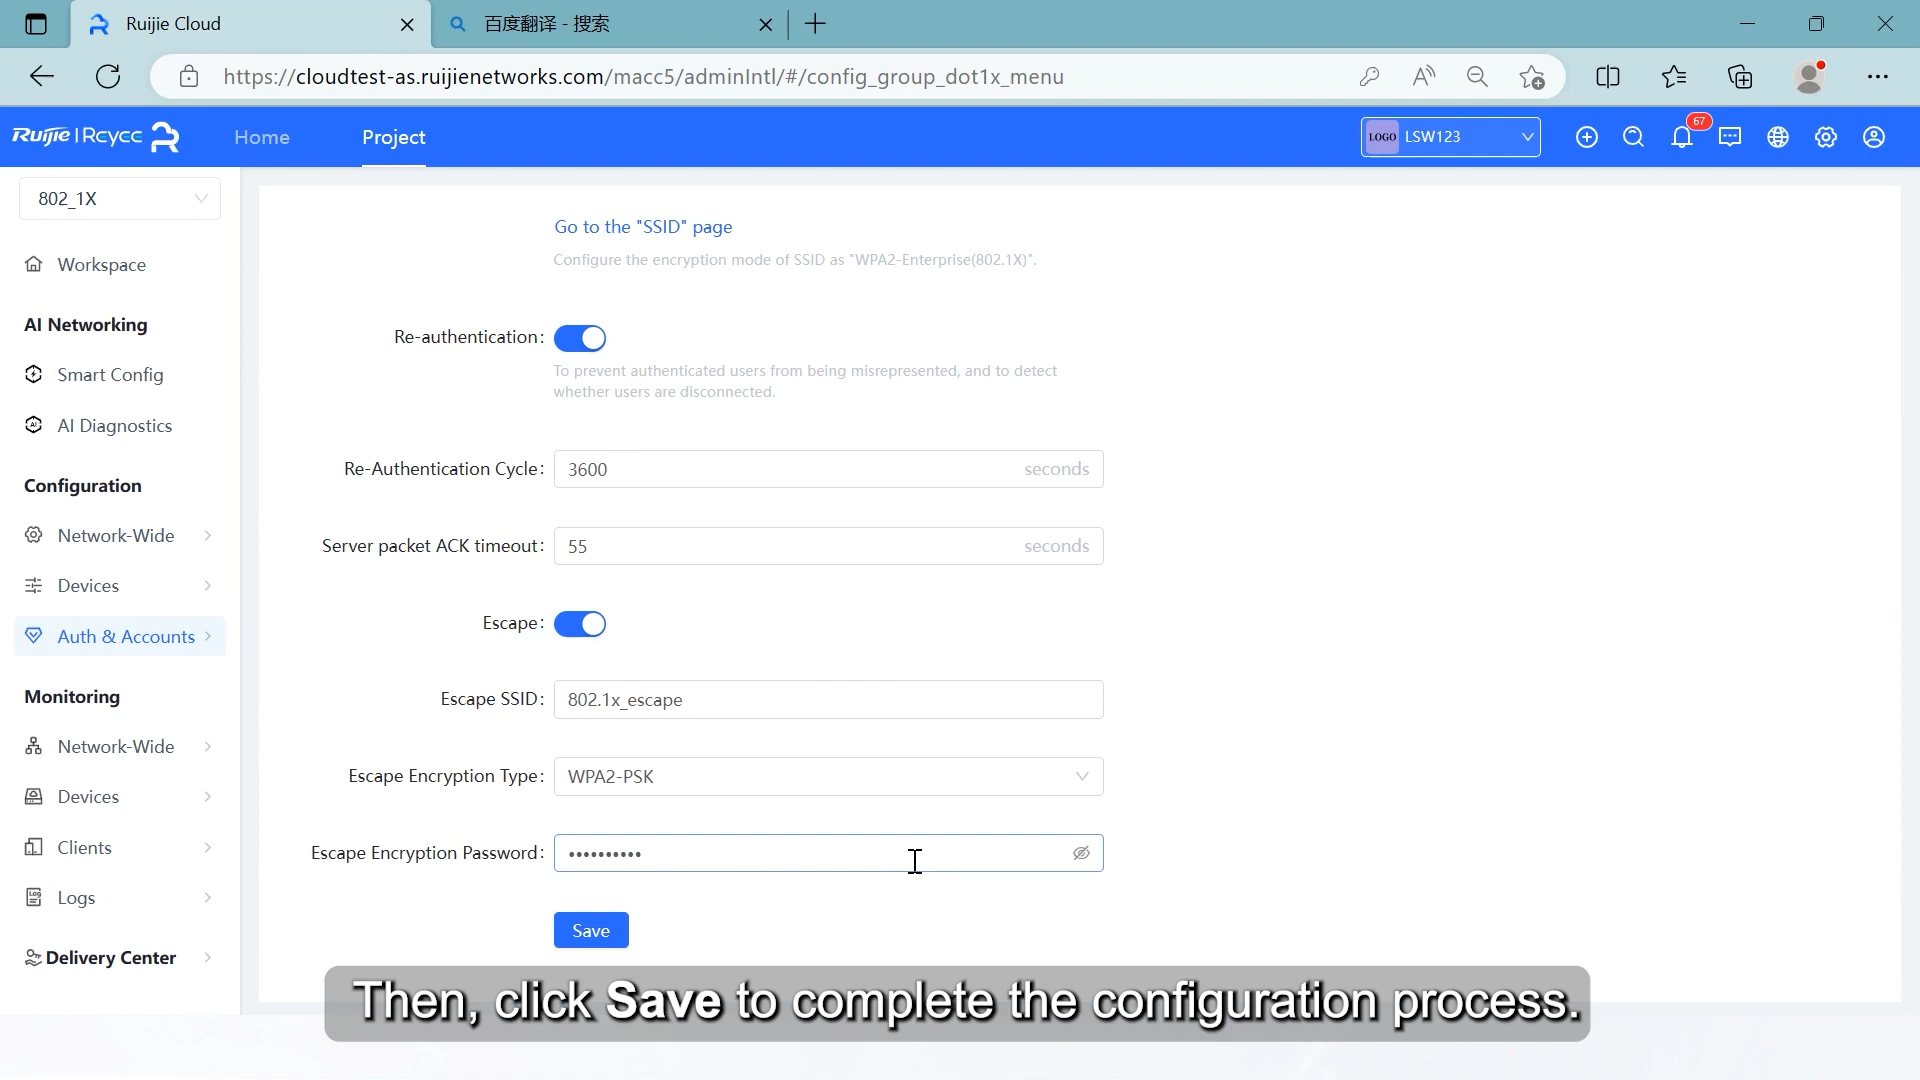 Ruijie Cloud
百度翻译 - 搜索
https://cloudtest-as.ruijienetworks.com/macc5/adminIntl/#/config_group_dot1x_menu
Ruijie | Reyee
Home
Project
LOGO LSW123
67
802_1X
Workspace
AI Networking
Smart Config
AI Diagnostics
Configuration
Network-Wide
Devices
Auth & Accounts
Monitoring
Network-Wide
Devices
Clients
Logs
Delivery Center
Go to the "SSID" page
Configure the encryption mode of SSID as "WPA2-Enterprise(802.1X)".
Re-authentication:
To prevent authenticated users from being misrepresented, and to detect
whether users are disconnected.
Re-Authentication Cycle: 3600 seconds
Server packet ACK timeout: 55 seconds
Escape:
Escape SSID: 802.1x_escape
Escape Encryption Type: WPA2-PSK
Escape Encryption Password: ••••••••••
Save
Then, click Save to complete the configuration process.